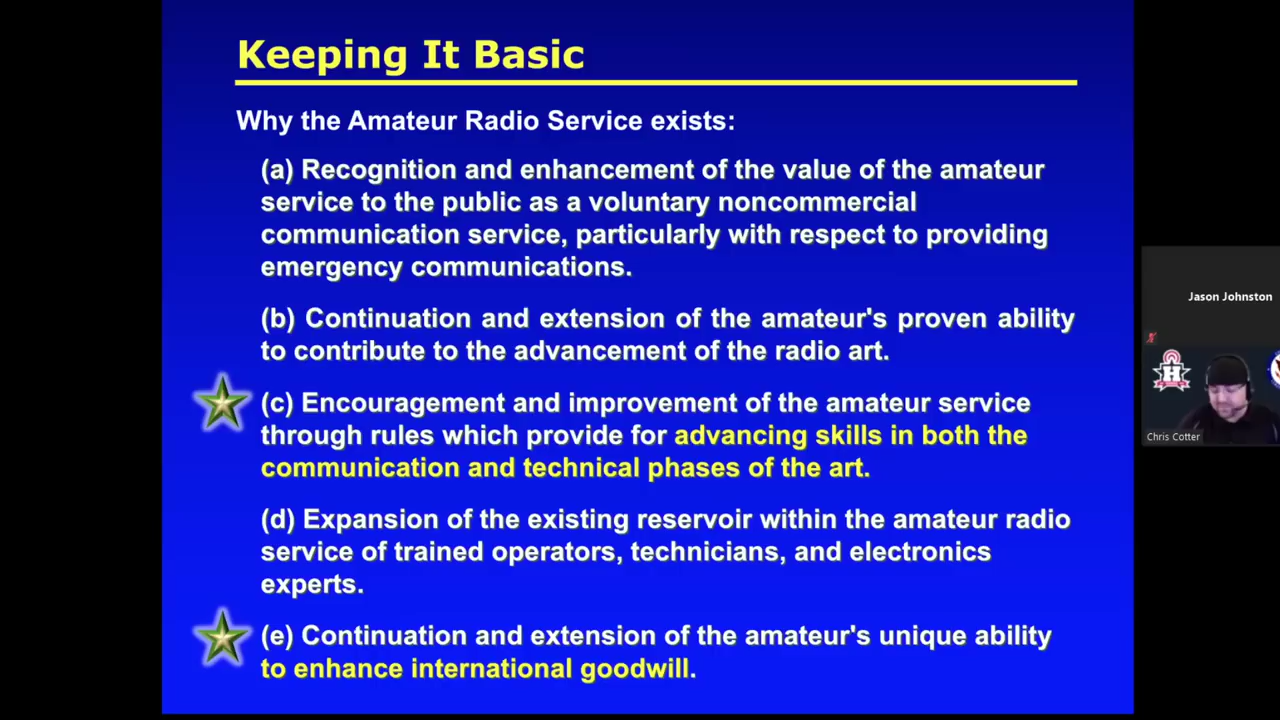 Keeping It Basic
Why the Amateur Radio Service exists:
(a) Recognition and enhancement of the value of the amateur
service to the public as a voluntary noncommercial
communication service, particularly with respect to providing
emergency communications.
(b) Continuation and extension of the amateur's proven ability
to contribute to the advancement of the radio art.
(c) Encouragement and improvement of the amateur service
through rules which provide for advancing skills in both the
communication and technical phases of the art.
(d) Expansion of the existing reservoir within the amateur radio
service of trained operators, technicians, and electronics
experts.
(e) Continuation and extension of the amateur's unique ability
to enhance international goodwill.
Jason Johnston
H
Chris Cotter